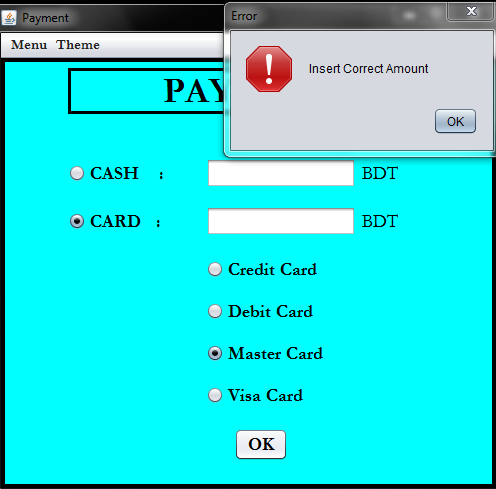 Payment
Error
Menu Theme
Insert Correct Amount
OK
CASH : BDT
CARD : BDT
Credit Card
Debit Card
Master Card
Visa Card
OK